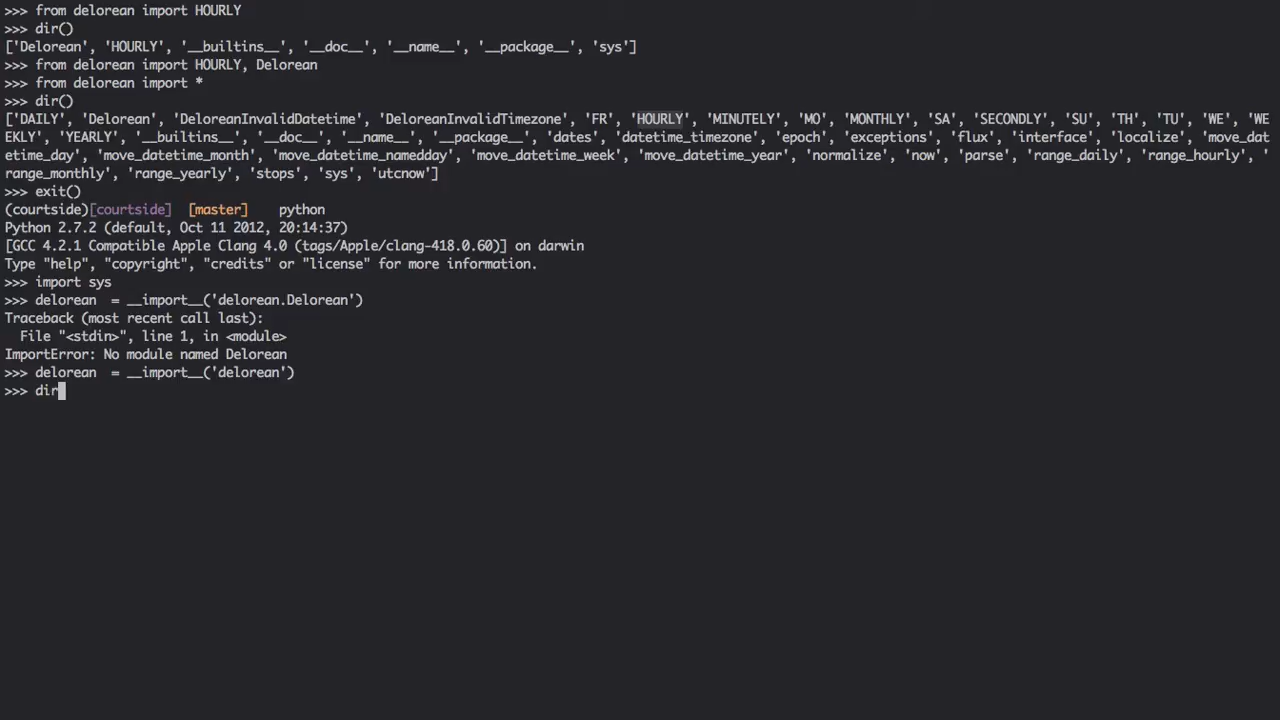 >>> from delorean import HOURLY
>>> dir()
['Delorean', 'HOURLY', '__builtins__', '__doc__', '__name__', '__package__', 'sys']
>>> from delorean import HOURLY, Delorean
>>> from delorean import *
>>> dir()
['DAILY', 'Delorean', 'DeloreanInvalidDatetime', 'DeloreanInvalidTimezone', 'FR', 'HOURLY', 'MINUTELY', 'MO', 'MONTHLY', 'SA', 'SECONDLY', 'SU', 'TH', 'TU', 'WE', 'WE
EKLY', 'YEARLY', '__builtins__', '__doc__', '__name__', '__package__', 'dates', 'datetime_timezone', 'epoch', 'exceptions', 'flux', 'interface', 'localize', 'move_dat
etime_day', 'move_datetime_month', 'move_datetime_namedday', 'move_datetime_week', 'move_datetime_year', 'normalize', 'now', 'parse', 'range_daily', 'range_hourly', '
range_monthly', 'range_yearly', 'stops', 'sys', 'utcnow']
>>> exit()
(courtside)[courtside] [master] python
Python 2.7.2 (default, Oct 11 2012, 20:14:37)
[GCC 4.2.1 Compatible Apple Clang 4.0 (tags/Apple/clang-418.0.60)] on darwin
Type "help", "copyright", "credits" or "license" for more information.
>>> import sys
>>> delorean  = __import__('delorean.Delorean')
Traceback (most recent call last):
  File "<stdin>", line 1, in <module>
ImportError: No module named Delorean
>>> delorean  = __import__('delorean')
>>> dir